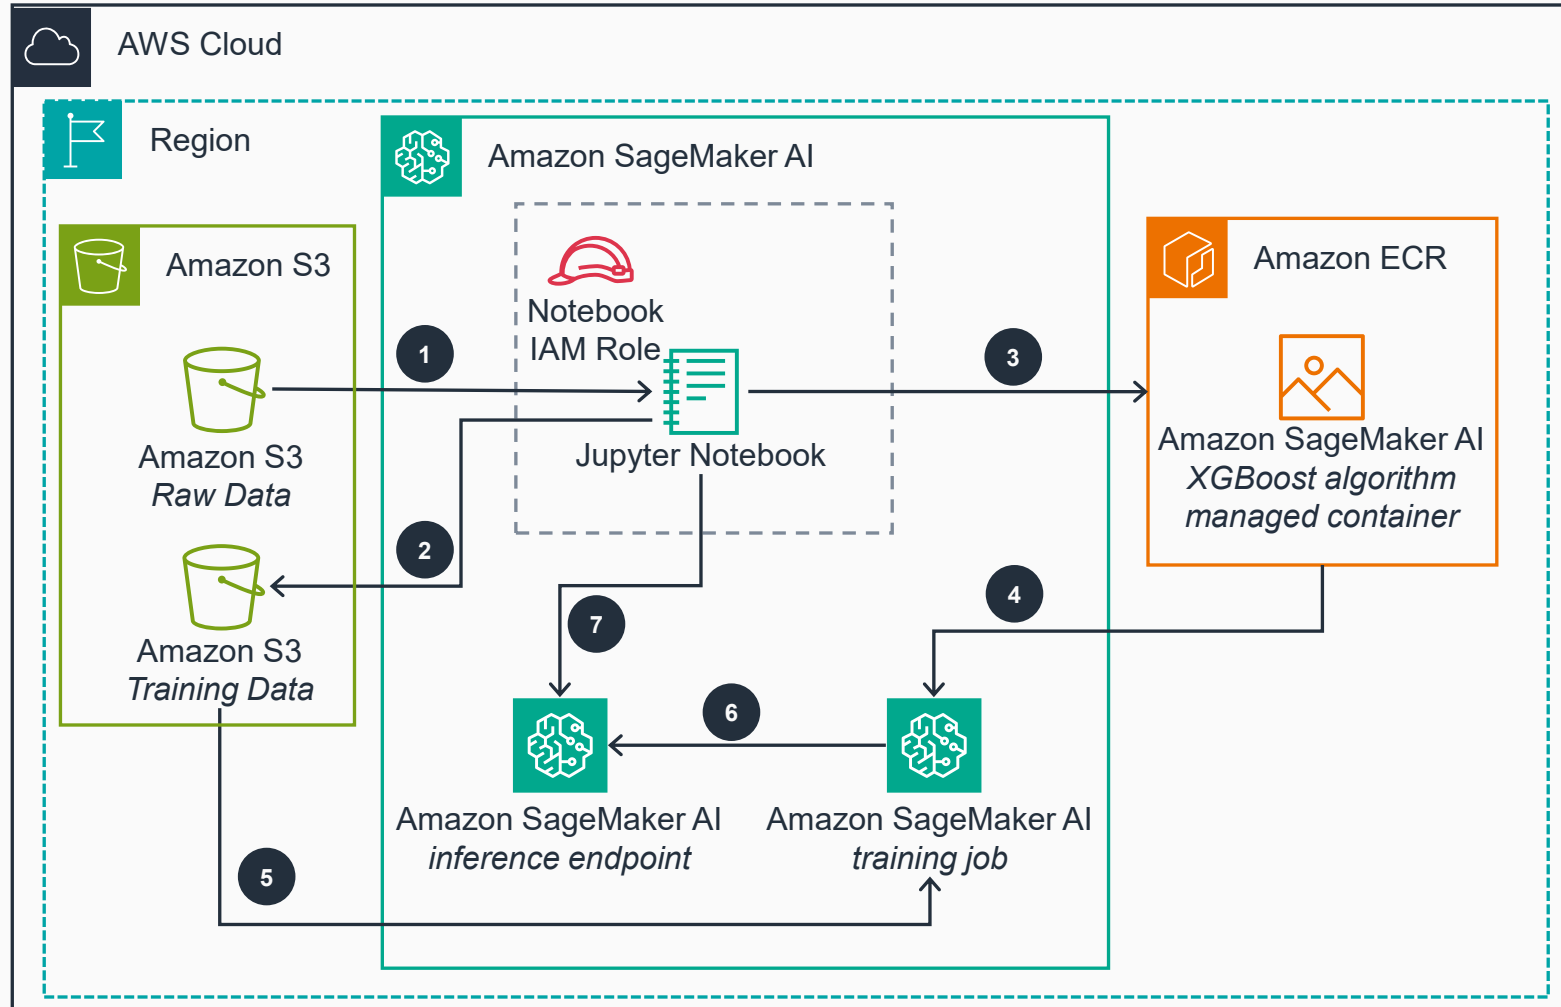 AWS Cloud
Region
Amazon SageMaker AI
Amazon S3
Amazon ECR
Notebook
IAM Role
1
3
Jupyter Notebook
Amazon S3
Raw Data
Amazon SageMaker AI
XGBoost algorithm
managed container
2
4
7
Amazon S3
Training Data
6
Amazon SageMaker AI
inference endpoint
Amazon SageMaker AI
training job
5